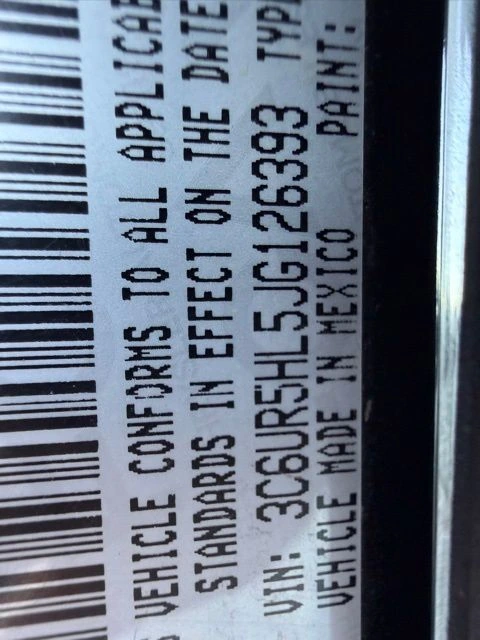 VEHICLE CONFORMS TO ALL APPLICAB
STANDARDS IN EFFECT ON THE DATE
VIN: 3C6UR5HL5JG126393 TYP
VEHICLE MADE IN MEXICO PAINT: